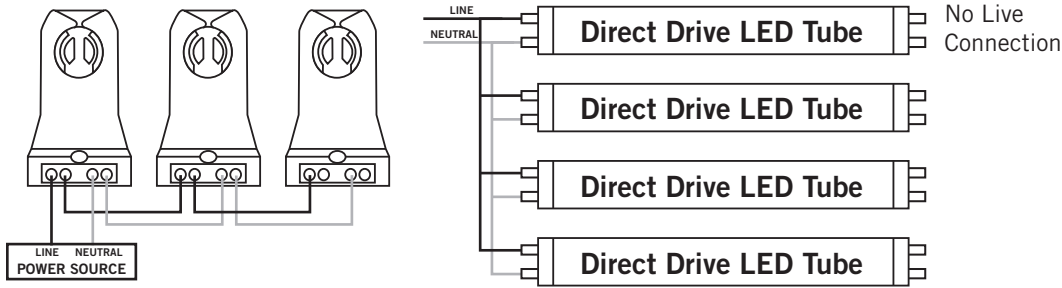 LINE
NEUTRAL
Direct Drive LED Tube
No Live
Connection
Direct Drive LED Tube
Direct Drive LED Tube
Direct Drive LED Tube
LINE NEUTRAL
POWER SOURCE